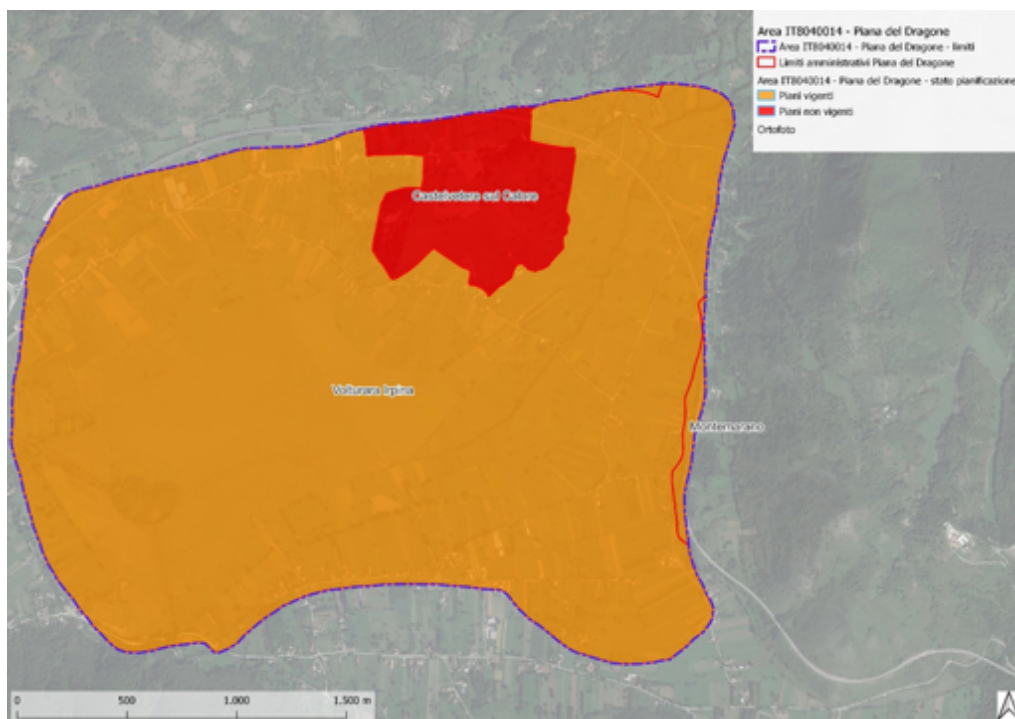 Area IT8040014 - Piana del Dragone
Area IT8040014 - Piana del Dragone - limiti
Limiti amministrativi Piana del Dragone
Area IT8040014 - Piana del Dragone - stato pianificazione
Piani vigenti
Piani non vigenti
Ortofoto
Castelvetere sul Calore
Volturara Irpina
Montemarano
0 500 1.000 1.500 m